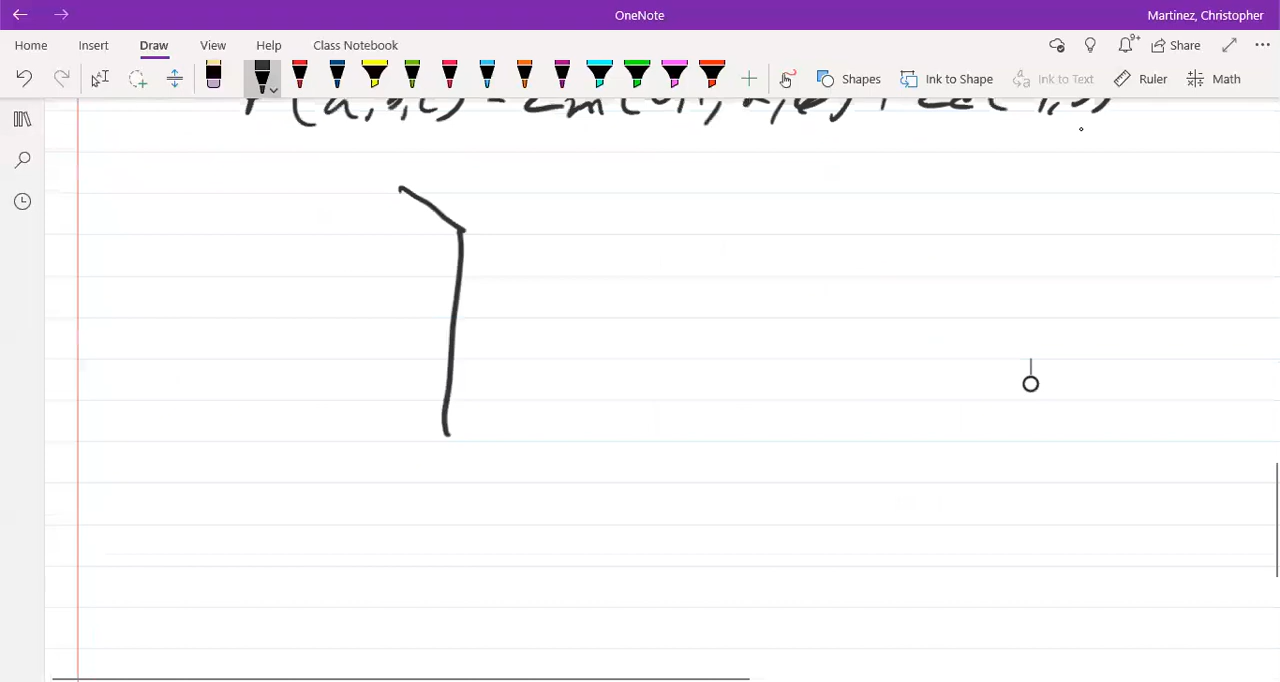 OneNote
Martínez, Christopher
Home Insert Draw View Help Class Notebook Share
Shapes Ink to Shape Ink to Text Ruler Math